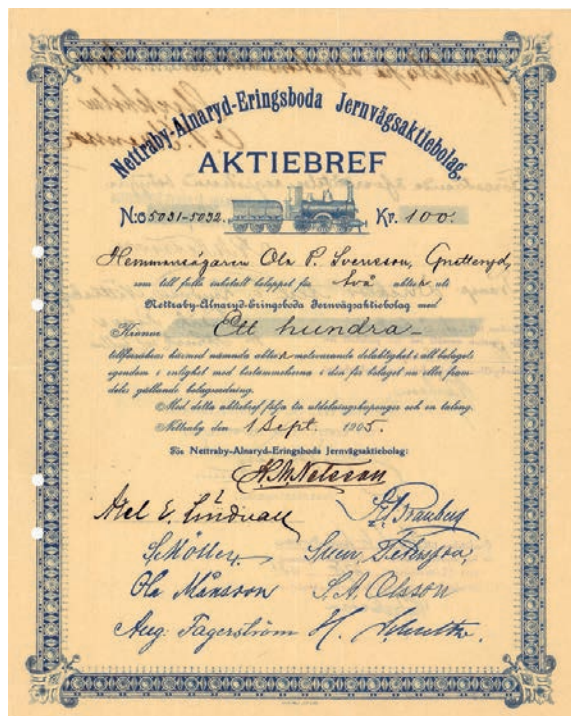 Nettraby-Alnaryd-Eringsboda Jernvägsaktiebolag.
AKTIEBREF
N:o 5031-5032. Kr. 100:
Hemmansägaren Ola P. Svensson, Gnetteryd,
som till fullo inbetalt beloppet för två aktier uti
Nettraby-Alnaryd-Eringsboda Jernvägsaktiebolag med
Kronor Ett hundra
tillförsäkras härmed nämnda aktier motsvarande delaktighet i all bolagets
egendom i enlighet med bestämmelserna i den för bolaget nu eller fram-
deles gällande bolagsordning.
Med detta aktiebref följa tio utdelningskuponger och en talong.
Nettraby den 1 Sept. 1905.
För Nettraby-Alnaryd-Eringsboda Jernvägsaktiebolag:
Axel E. Lindvall
S. Möller Sven Petersson
Ola Månsson S. A. Olsson
Aug: Fagerström H.